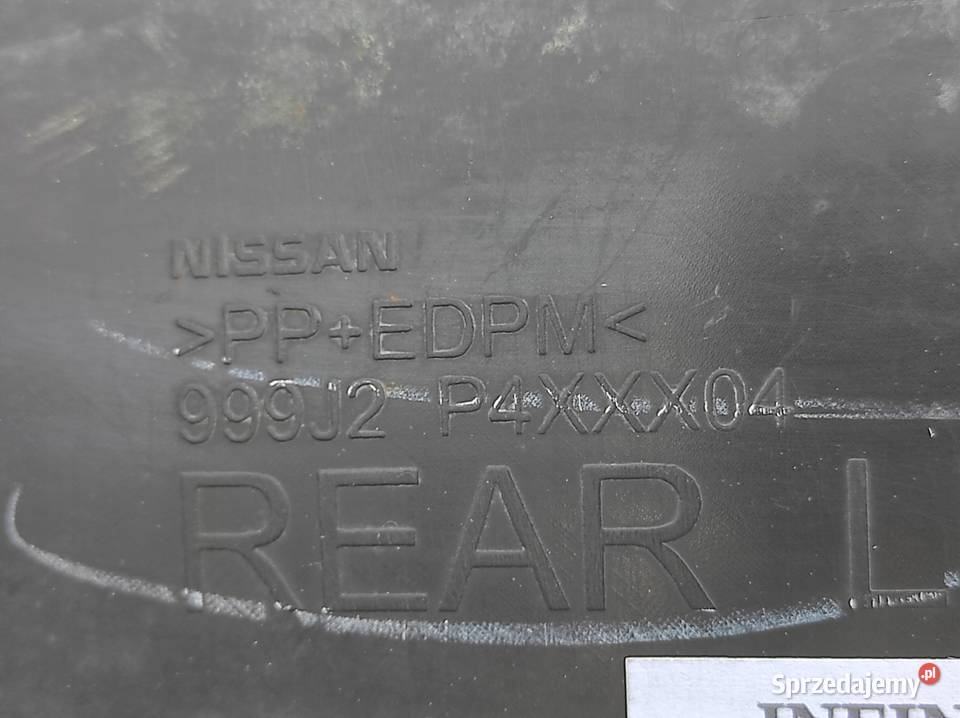 NISSAN
>PP+EDPM<
999J2 P4XXX04
REAR L
Sprzedajemy.pl